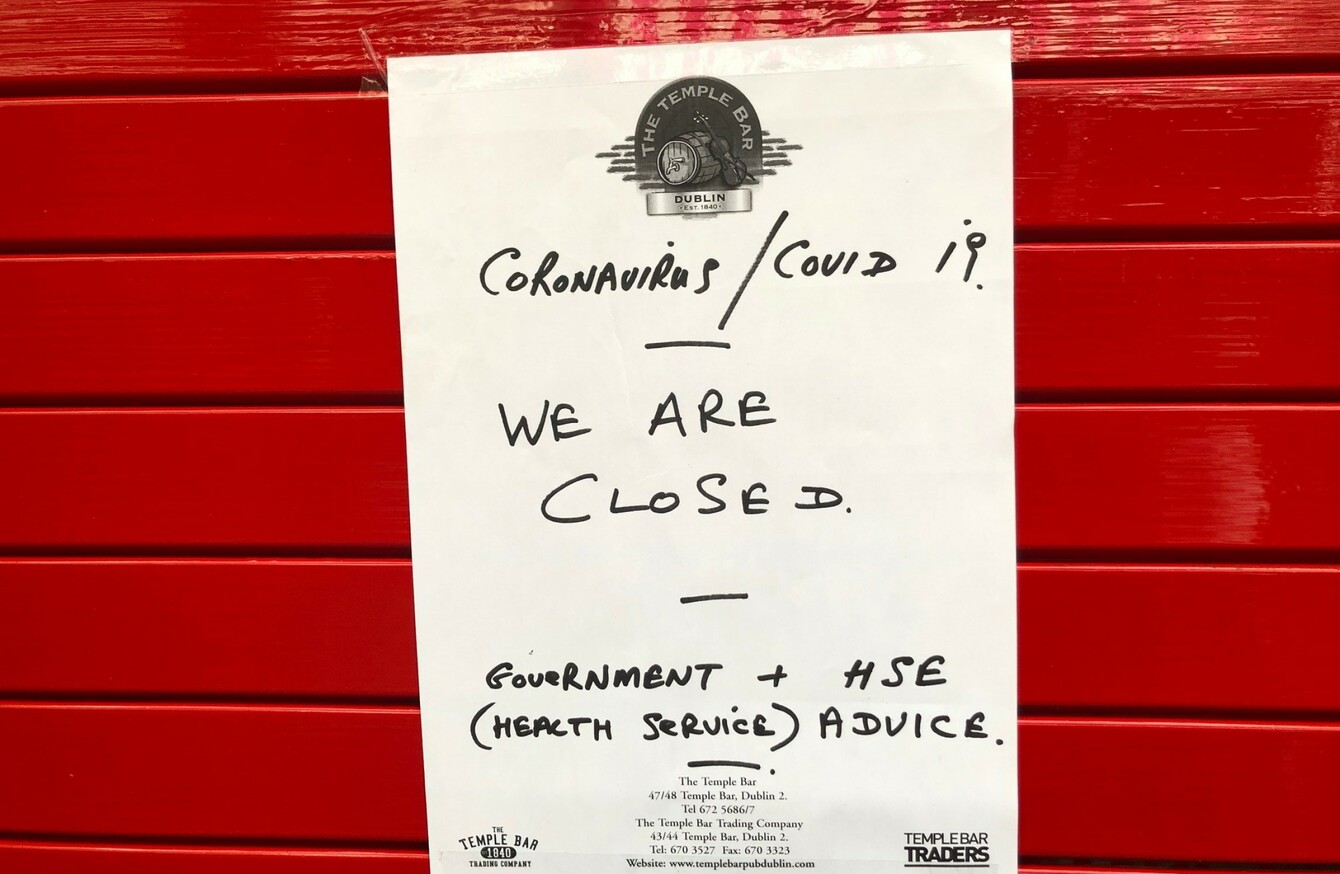 THE TEMPLE BAR
DUBLIN
·EST. 1840·
CORONAVIRUS / COVID 19.
WE ARE
CLOSED.
GOVERNMENT + HSE
(HEALTH SERVICE) ADVICE.
The Temple Bar
47/48 Temple Bar, Dublin 2.
Tel 672 5686/7
The Temple Bar Trading Company
43/44 Temple Bar, Dublin 2.
Tel: 670 3527 Fax: 670 3323
Website: www.templebarpubdublin.com
THE
TEMPLE BAR
1840
TRADING COMPANY
TEMPLE BAR
TRADERS